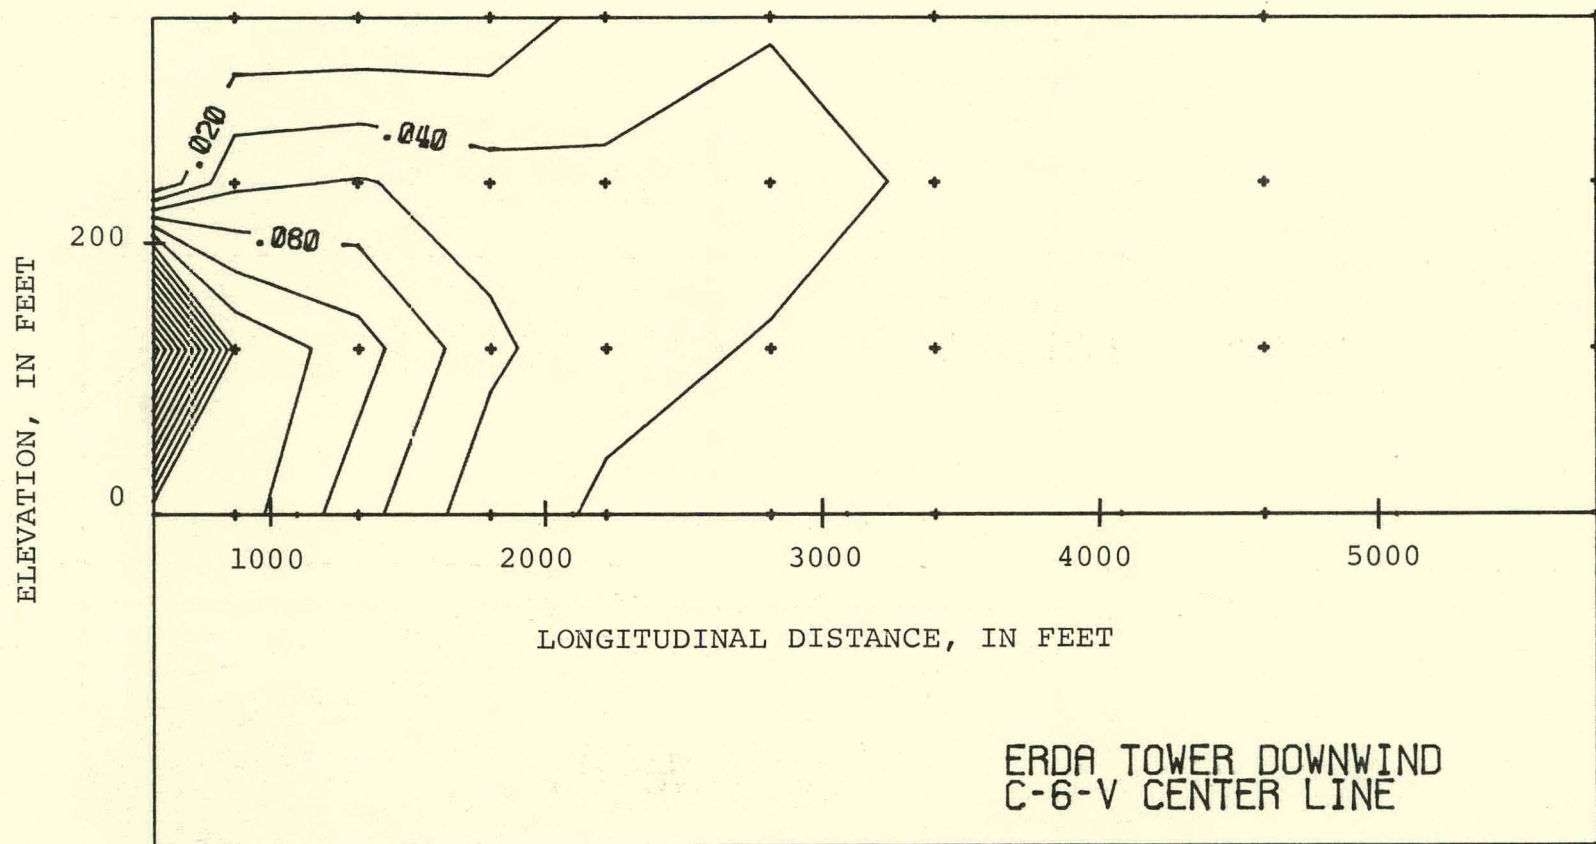 .020
.040
200
.080
0
ELEVATION, IN FEET
1000 2000 3000 4000 5000
LONGITUDINAL DISTANCE, IN FEET
ERDA TOWER DOWNWIND
C-6-V CENTER LINE